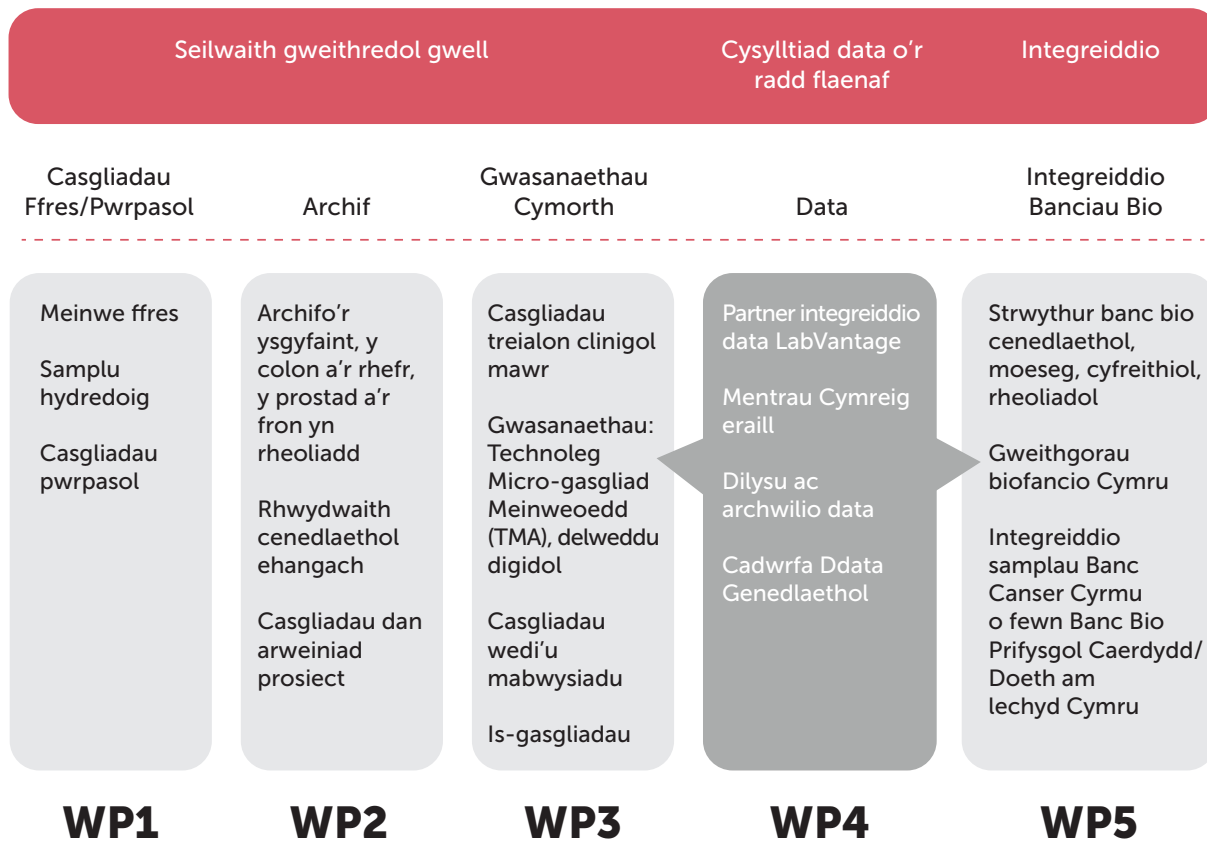 Seilwaith gweithredol gwell
Cysylltiad data o'r
radd flaenaf
Integreiddio
Casgliadau
Ffres/Pwrpasol
Archif
Gwasanaethau
Cymorth
Data
Integreiddio
Banciau Bio
Meinwe ffres
Samplu
hydredoig
Casgliadau
pwrpasol
Archifo'r
ysgyfaint, y
colon a'r rhefr,
y prostad a'r
fron yn
rheoliadd
Rhwydwaith
cenedlaethol
ehangach
Casgliadau dan
arweiniad
prosiect
Casgliadau
treialon clinigol
mawr
Gwasanaethau:
Technoleg
Micro-gasgliad
Meinweoedd
(TMA), delweddu
digidol
Casgliadau
wedi'u
mabwysiadu
Is-gasgliadau
Partner integreiddio
data LabVantage
Mentrau Cymreig
eraill
Dilysu ac
archwilio data
Cadwrfa Ddata
Genedlaethol
Strwythur banc bio
cenedlaethol,
moeseg, cyfreithiol,
rheoliadol
Gweithgorau
biofancio Cymru
Integreiddio
samplau Banc
Canser Cyrmu
o fewn Banc Bio
Prifysgol Caerdydd/
Doeth am
Iechyd Cymru
WP1
WP2
WP3
WP4
WP5